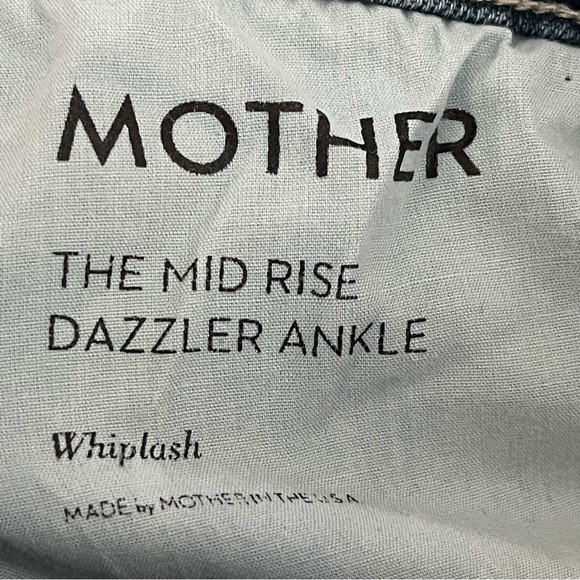 MOTHER
THE MID RISE
DAZZLER ANKLE
Whiplash
MADE by MOTHER IN THE USA